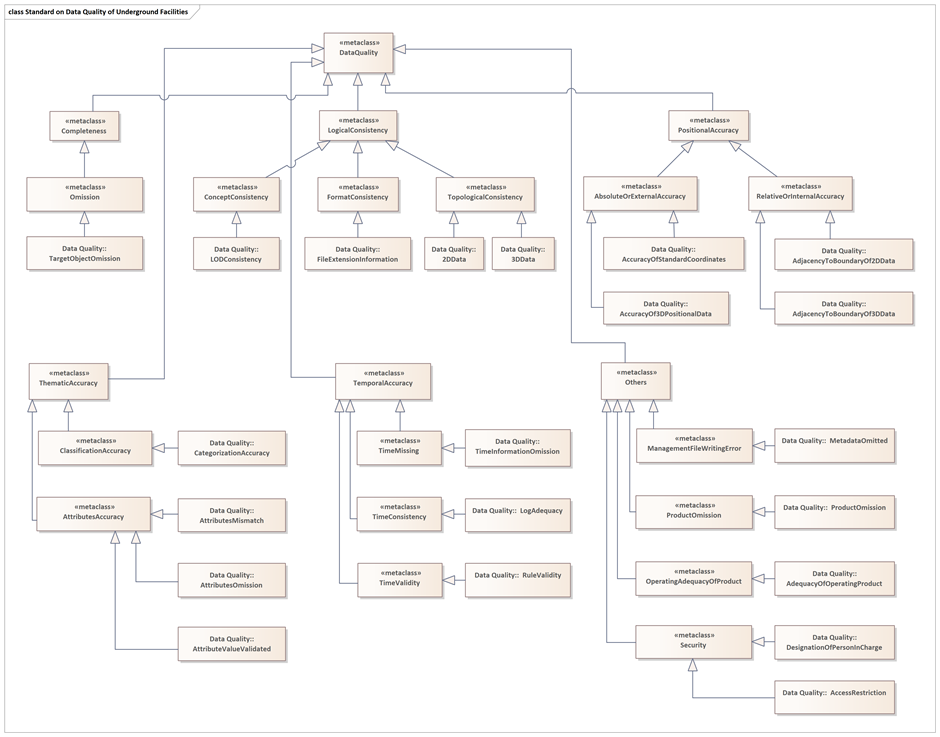 class Standard on Data Quality of Underground Facilities
«metaclass»
DataQuality
«metaclass»
Completeness
«metaclass»
LogicalConsistency
«metaclass»
PositionalAccuracy
«metaclass»
Omission
«metaclass»
ConceptConsistency
«metaclass»
FormatConsistency
«metaclass»
TopologicalConsistency
«metaclass»
AbsoluteOrExternalAccuracy
«metaclass»
RelativeOrInternalAccuracy
Data Quality::
TargetObjectOmission
Data Quality::
LODConsistency
Data Quality::
FileExtensionInformation
Data Quality::
2DData
Data Quality::
3DData
Data Quality::
AccuracyOfStandardCoordinates
Data Quality::
AdjacencyToBoundaryOf2DData
Data Quality::
AccuracyOf3DPositionalData
Data Quality::
AdjacencyToBoundaryOf3DData
«metaclass»
ThematicAccuracy
«metaclass»
TemporalAccuracy
«metaclass»
Others
«metaclass»
ClassificationAccuracy
Data Quality::
CategorizationAccuracy
«metaclass»
TimeMissing
Data Quality::
TimeInformationOmission
«metaclass»
ManagementFileWritingError
Data Quality:: MetadataOmitted
«metaclass»
AttributesAccuracy
Data Quality::
AttributesMismatch
«metaclass»
TimeConsistency
Data Quality:: LogAdequacy
«metaclass»
ProductOmission
Data Quality:: ProductOmission
Data Quality::
AttributesOmission
«metaclass»
TimeValidity
Data Quality:: RuleValidity
«metaclass»
OperatingAdequacyOfProduct
Data Quality::
AdequacyOfOperatingProduct
Data Quality::
AttributeValueValidated
«metaclass»
Security
Data Quality::
DesignationOfPersonInCharge
Data Quality:: AccessRestriction